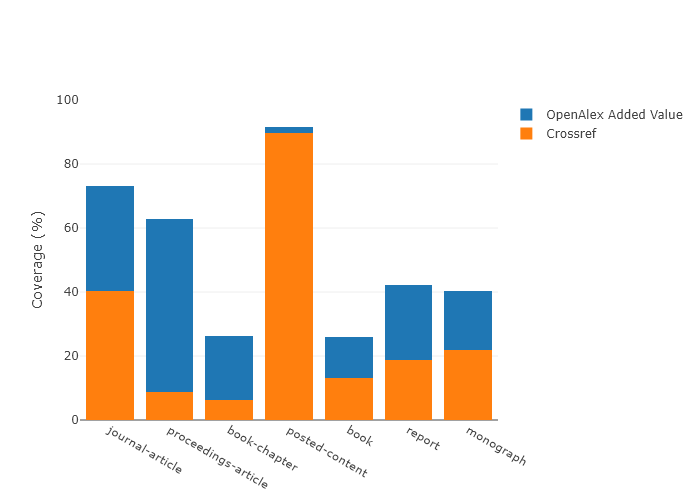 100
80
60
40
20
0
Coverage (%)
journal-article
proceedings-article
book-chapter
posted-content
book
report
monograph
OpenAlex Added Value
Crossref